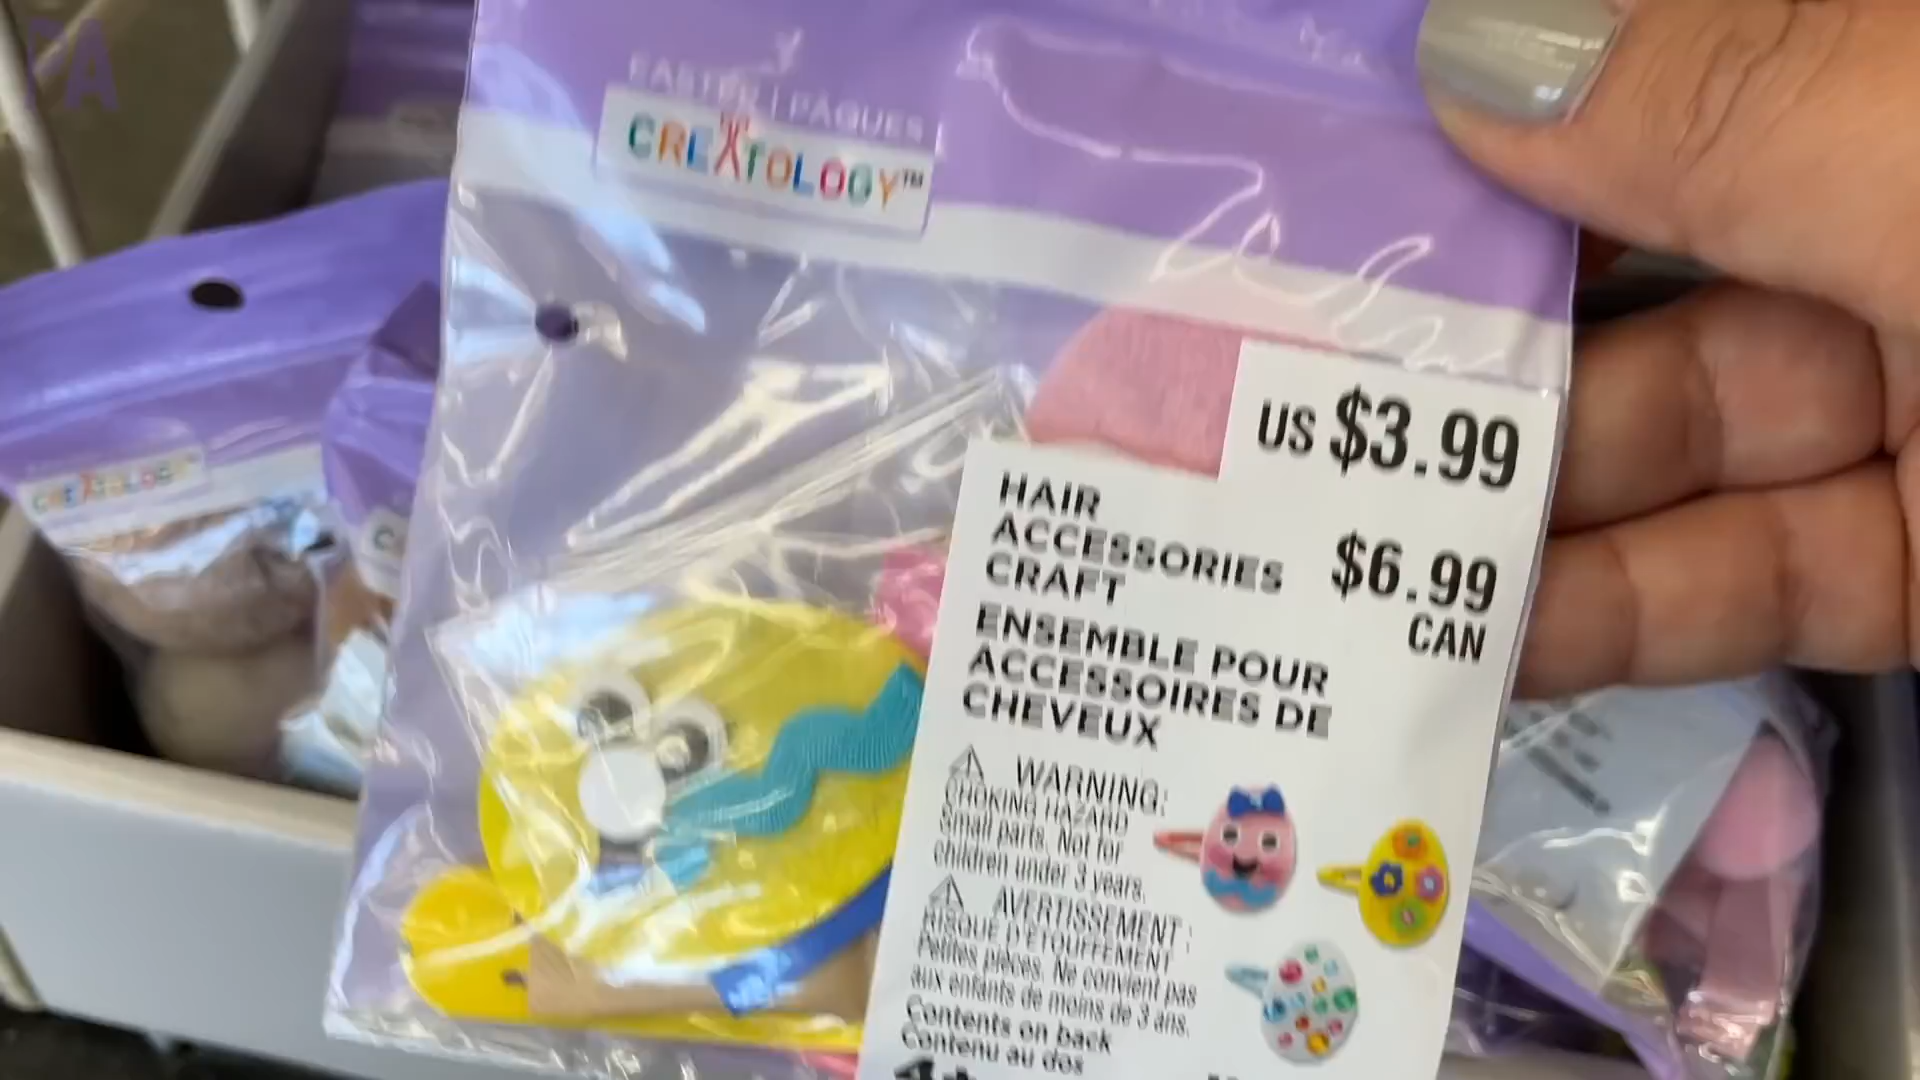 PA
EASTER | PÂQUES
CREATOLOGY™
CREATOLOGY
US $3.99
$6.99
CAN
HAIR
ACCESSORIES
CRAFT
ENSEMBLE POUR
ACCESSOIRES DE
CHEVEUX
WARNING:
CHOKING HAZARD
Small parts. Not for
children under 3 years.
AVERTISSEMENT :
RISQUE D'ÉTOUFFEMENT
Petites pièces. Ne convient pas
aux enfants de moins de 3 ans.
Contents on back
Contenu au dos
4+